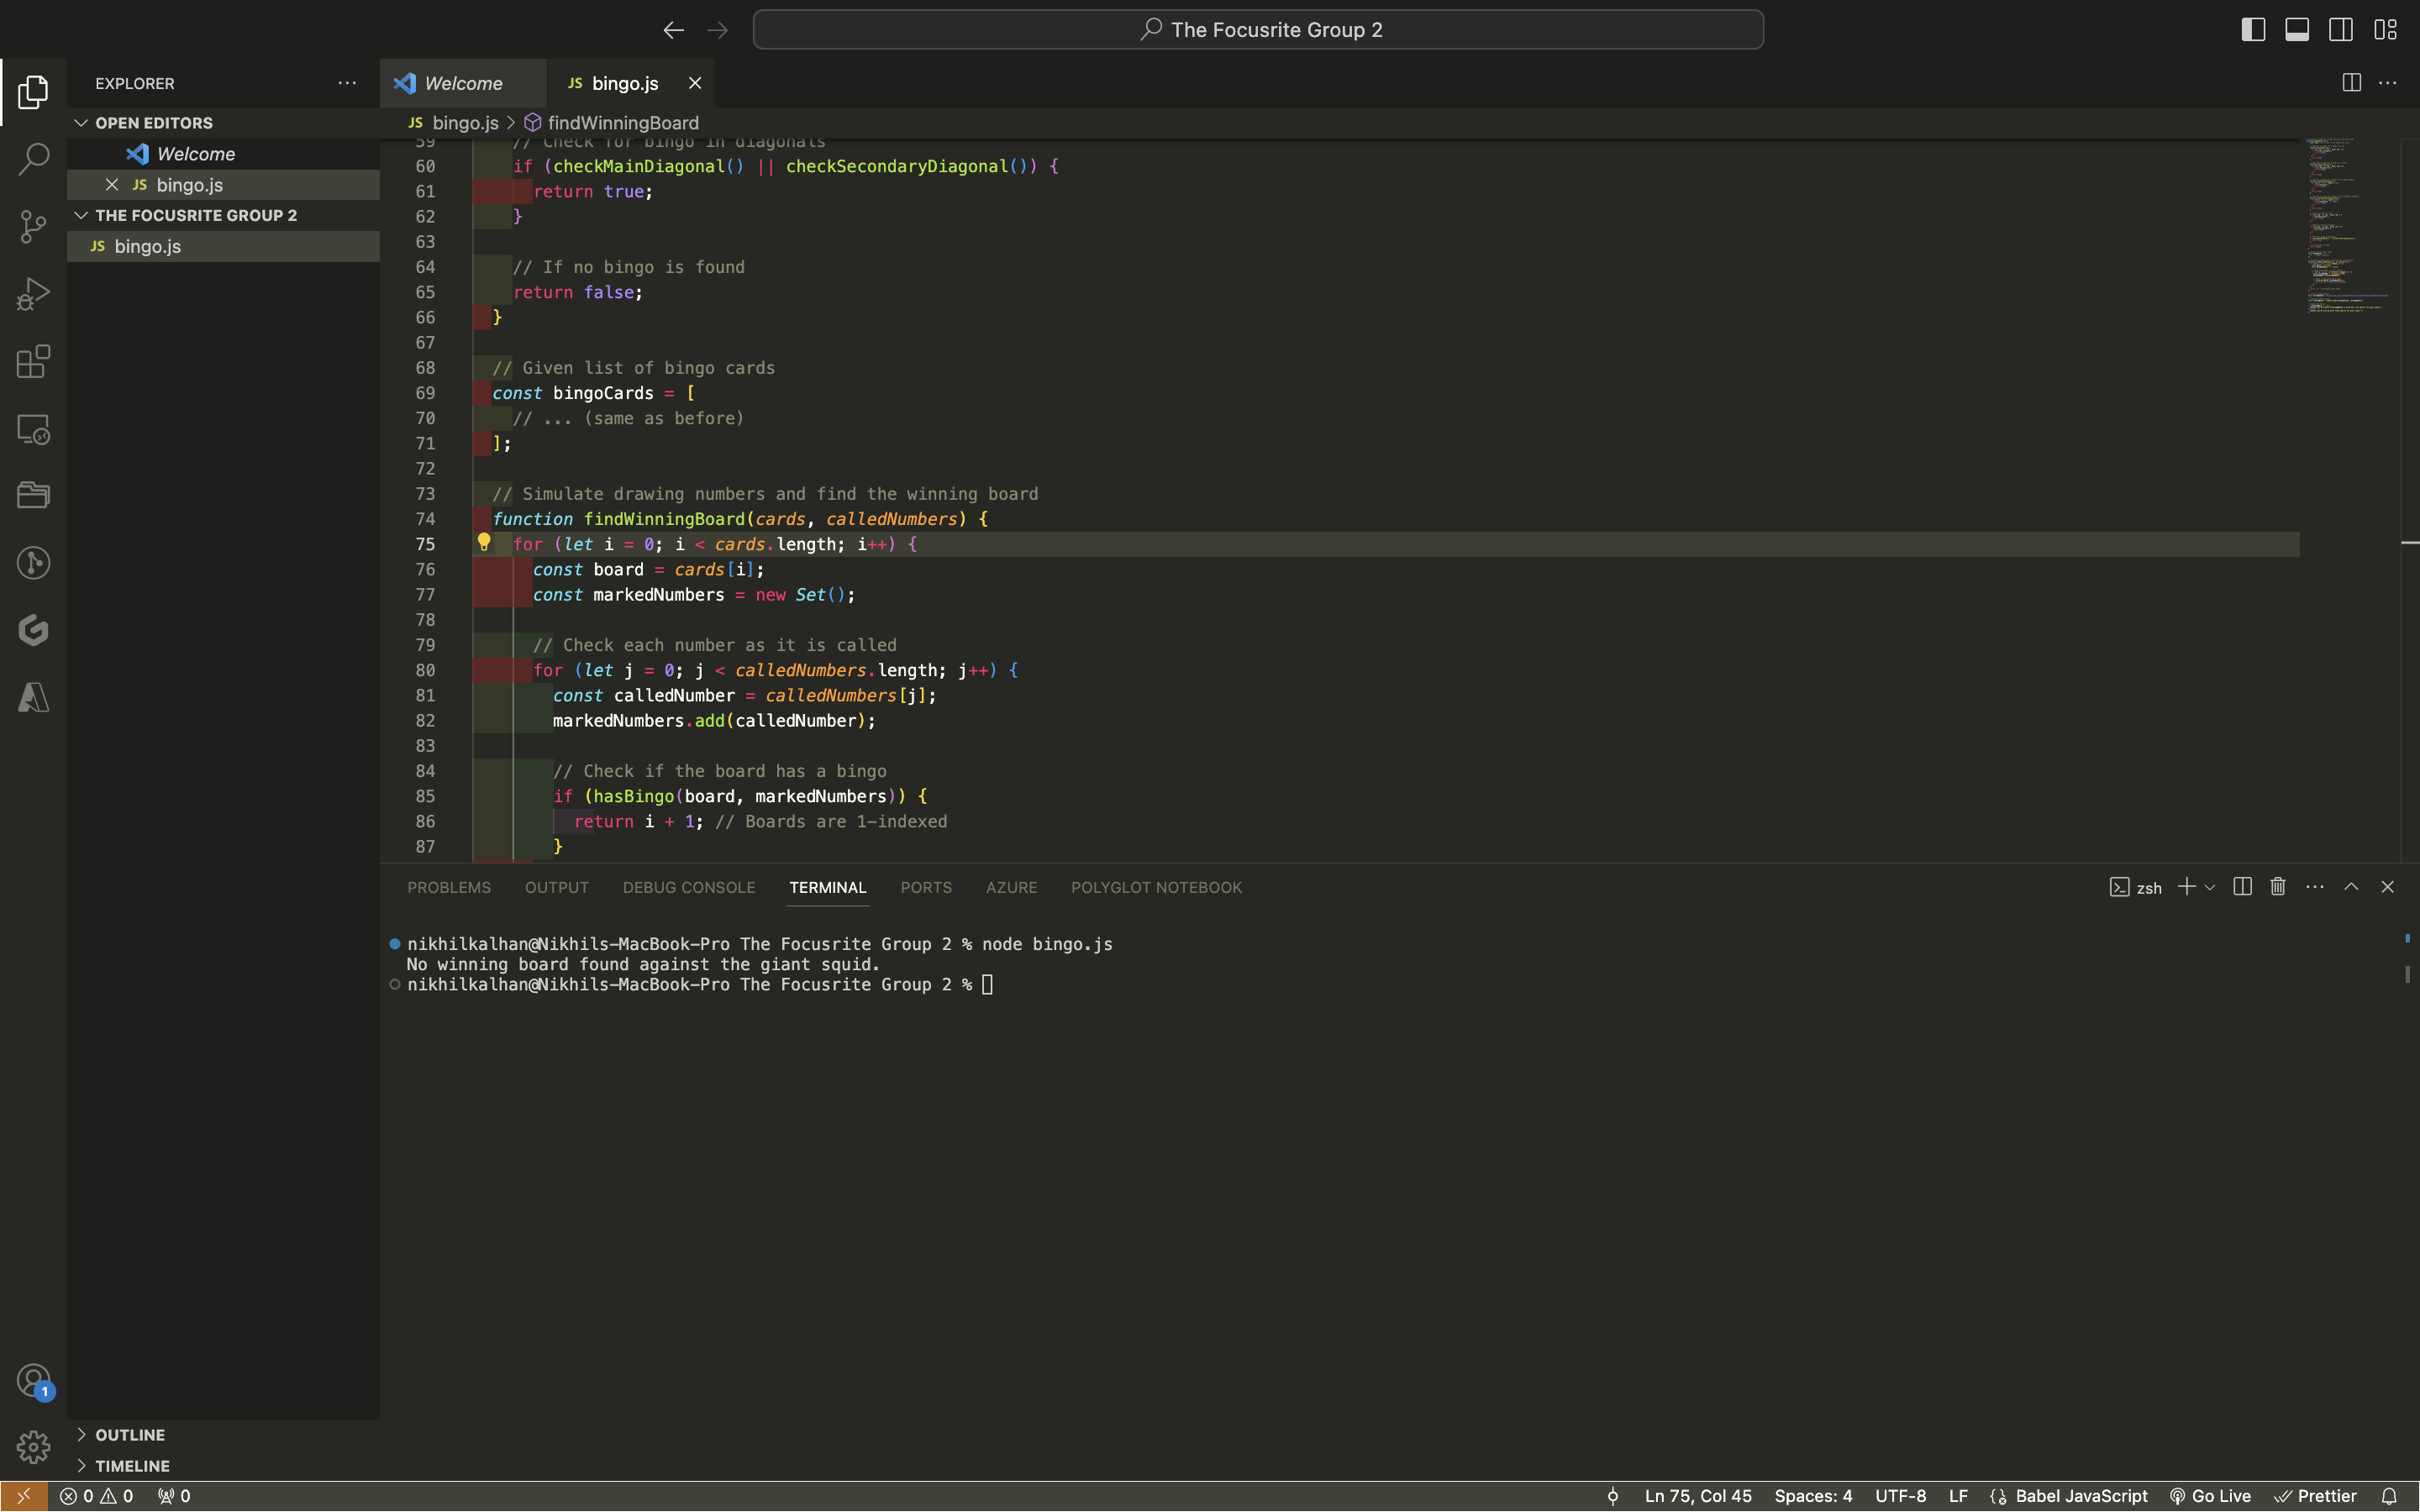 The Focusrite Group 2
EXPLORER
Welcome
JS bingo.js
OPEN EDITORS
Welcome
JS bingo.js
THE FOCUSRITE GROUP 2
JS bingo.js
OUTLINE
TIMELINE
JS bingo.js > findWinningBoard
59 // Check for bingo in diagonals
60 if (checkMainDiagonal() || checkSecondaryDiagonal()) {
61 return true;
62 }
63
64 // If no bingo is found
65 return false;
66 }
67
68 // Given list of bingo cards
69 const bingoCards = [
70 // ... (same as before)
71 ];
72
73 // Simulate drawing numbers and find the winning board
74 function findWinningBoard(cards, calledNumbers) {
75 for (let i = 0; i < cards.length; i++) {
76 const board = cards[i];
77 const markedNumbers = new Set();
78
79 // Check each number as it is called
80 for (let j = 0; j < calledNumbers.length; j++) {
81 const calledNumber = calledNumbers[j];
82 markedNumbers.add(calledNumber);
83
84 // Check if the board has a bingo
85 if (hasBingo(board, markedNumbers)) {
86 return i + 1; // Boards are 1-indexed
87 }
PROBLEMS OUTPUT DEBUG CONSOLE TERMINAL PORTS AZURE POLYGLOT NOTEBOOK
zsh
nikhilkalhan@Nikhils-MacBook-Pro The Focusrite Group 2 % node bingo.js
No winning board found against the giant squid.
nikhilkalhan@Nikhils-MacBook-Pro The Focusrite Group 2 %
1
0 0 0
Ln 75, Col 45 Spaces: 4 UTF-8 LF Babel JavaScript Go Live Prettier